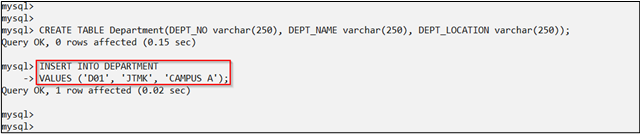 mysql>
mysql>
mysql> CREATE TABLE Department(DEPT_NO varchar(250), DEPT_NAME varchar(250), DEPT_LOCATION varchar(250));
Query OK, 0 rows affected (0.15 sec)
mysql> INSERT INTO DEPARTMENT
-> VALUES ('D01', 'JTMK', 'CAMPUS A');
Query OK, 1 row affected (0.02 sec)
mysql>
mysql>